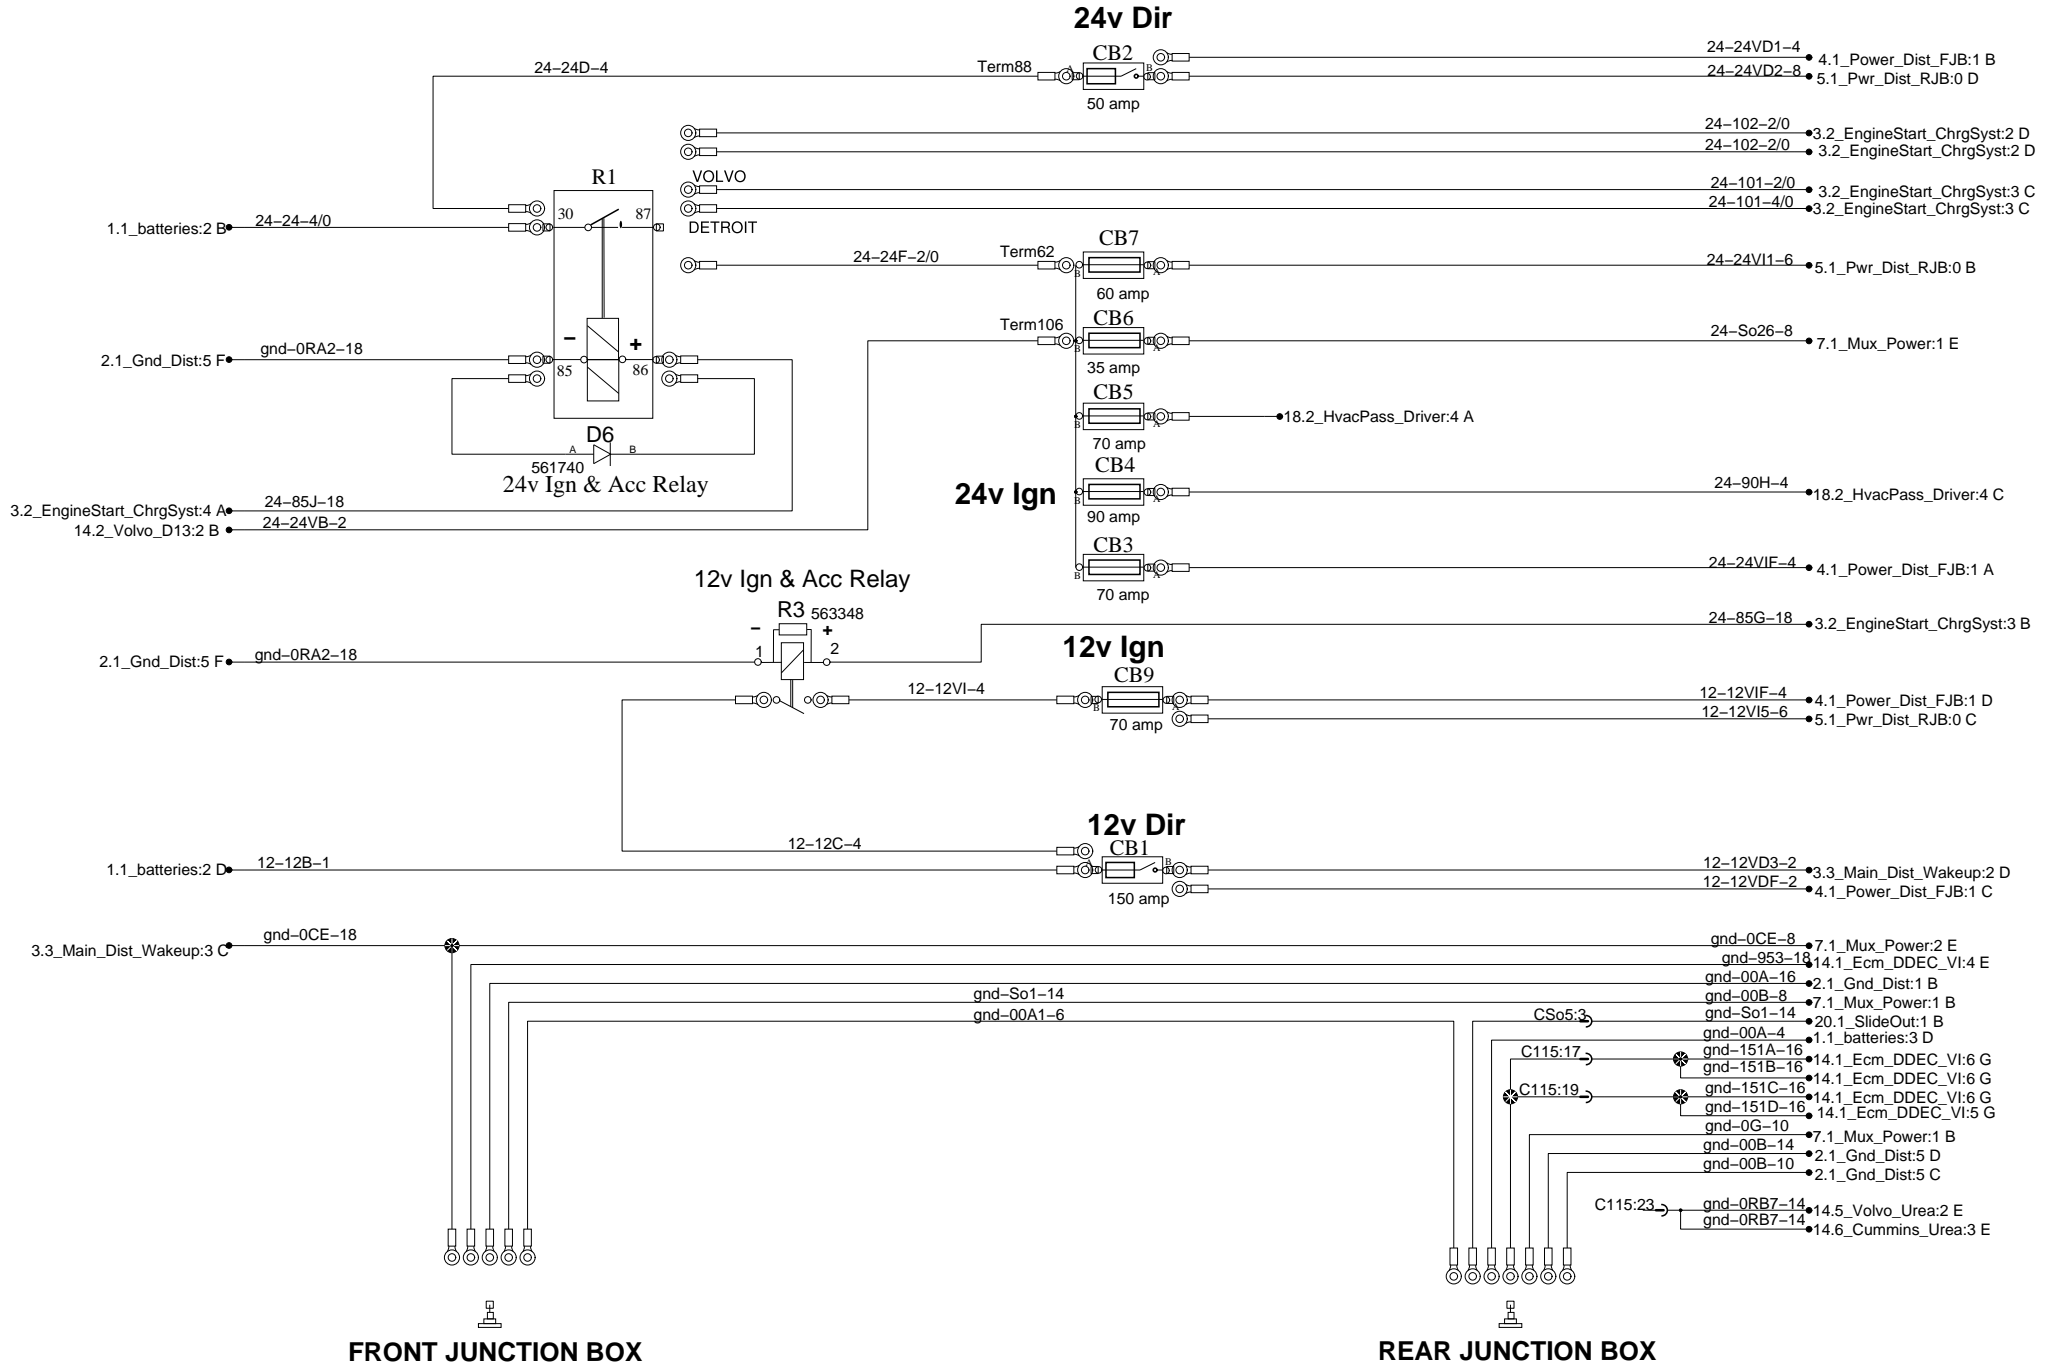 24v Dir
CB2
24–24VD1–4
4.1_Power_Dist_FJB:1 B
24–24D–4
Term88
A
B
24–24VD2–8
5.1_Pwr_Dist_RJB:0 D
50 amp
24–102–2/0
3.2_EngineStart_ChrgSyst:2 D
24–102–2/0
3.2_EngineStart_ChrgSyst:2 D
R1
VOLVO
24–101–2/0
3.2_EngineStart_ChrgSyst:3 C
24–101–4/0
3.2_EngineStart_ChrgSyst:3 C
30
87
1.1_batteries:2 B
24–24–4/0
DETROIT
CB7
24–24F–2/0
Term62
B
A
24–24VI1–6
5.1_Pwr_Dist_RJB:0 B
60 amp
CB6
Term106
B
A
24–So26–8
7.1_Mux_Power:1 E
35 amp
–
+
2.1_Gnd_Dist:5 F
gnd–0RA2–18
85
86
CB5
B
A
18.2_HvacPass_Driver:4 A
70 amp
D6
A
B
561740
24v Ign & Acc Relay
CB4
24v Ign
B
A
24–90H–4
18.2_HvacPass_Driver:4 C
90 amp
3.2_EngineStart_ChrgSyst:4 A
24–85J–18
14.2_Volvo_D13:2 B
24–24VB–2
CB3
B
A
24–24VIF–4
4.1_Power_Dist_FJB:1 A
70 amp
12v Ign & Acc Relay
R3
563348
–
+
24–85G–18
3.2_EngineStart_ChrgSyst:3 B
2.1_Gnd_Dist:5 F
gnd–0RA2–18
1
2
12v Ign
CB9
12–12VI–4
B
A
12–12VIF–4
4.1_Power_Dist_FJB:1 D
70 amp
12–12VI5–6
5.1_Pwr_Dist_RJB:0 C
12v Dir
12–12C–4
CB1
1.1_batteries:2 D
12–12B–1
A
B
12–12VD3–2
3.3_Main_Dist_Wakeup:2 D
150 amp
12–12VDF–2
4.1_Power_Dist_FJB:1 C
3.3_Main_Dist_Wakeup:3 C
gnd–0CE–18
gnd–0CE–8
7.1_Mux_Power:2 E
gnd–953–18
14.1_Ecm_DDEC_VI:4 E
gnd–00A–16
2.1_Gnd_Dist:1 B
gnd–So1–14
gnd–00B–8
7.1_Mux_Power:1 B
gnd–00A1–6
CSo5:3
gnd–So1–14
20.1_SlideOut:1 B
gnd–00A–4
1.1_batteries:3 D
C115:17
gnd–151A–16
14.1_Ecm_DDEC_VI:6 G
gnd–151B–16
14.1_Ecm_DDEC_VI:6 G
C115:19
gnd–151C–16
14.1_Ecm_DDEC_VI:6 G
gnd–151D–16
14.1_Ecm_DDEC_VI:5 G
gnd–0G–10
7.1_Mux_Power:1 B
gnd–00B–14
2.1_Gnd_Dist:5 D
gnd–00B–10
2.1_Gnd_Dist:5 C
C115:23
gnd–0RB7–14
14.5_Volvo_Urea:2 E
gnd–0RB7–14
14.6_Cummins_Urea:3 E
FRONT JUNCTION BOX
REAR JUNCTION BOX